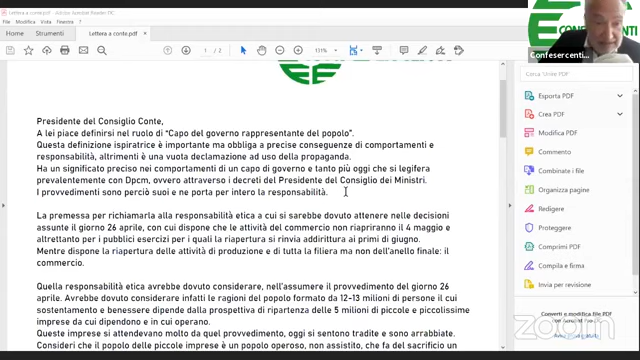 Lettera a conte.pdf - Adobe Acrobat Reader DC
File Modifica Vista Firma Finestra ?
Home Strumenti Lettera a conte.pdf ×
1 / 2 131%
Confesercenti...
Presidente del Consiglio Conte,
A lei piace definirsi nel ruolo di "Capo del governo rappresentante del popolo".
Questa definizione ispiratrice è importante ma obbliga a precise conseguenze di comportamenti e
responsabilità, altrimenti è una vuota declamazione ad uso della propaganda.
Ha un significato preciso nei comportamenti di un capo di governo e tanto più oggi che si legifera
prevalentemente con Dpcm, ovvero attraverso i decreti del Presidente del Consiglio dei Ministri.
I provvedimenti sono perciò suoi e ne porta per intero la responsabilità.
La premessa per richiamarla alla responsabilità etica a cui si sarebbe dovuto attenere nelle decisioni
assunte il giorno 26 aprile, con cui dispone che le attività del commercio non riapriranno il 4 maggio e
altrettanto per i pubblici esercizi per i quali la riapertura si rinvia addirittura ai primi di giugno.
Mentre dispone la riapertura delle attività di produzione e di tutta la filiera ma non dell'anello finale: il
commercio.
Quella responsabilità etica avrebbe dovuto considerare, nell'assumere il provvedimento del giorno 26
aprile. Avrebbe dovuto considerare infatti le ragioni del popolo formato da 12-13 milioni di persone il cui
sostentamento e benessere dipende dalla prospettiva di ripartenze delle 5 milioni di piccole e piccolissime
imprese da cui dipendono e in cui operano.
Queste imprese si attendevano molto da quel provvedimento, oggi si sentono tradite e sono arrabbiate.
Consideri che il popolo delle piccole imprese è un popolo operoso, non assistito, che fa del sacrificio un
Cerca 'Unire PDF'
Esporta PDF
Crea PDF
Modifica PDF
Commento
Combina file
Organizza pagine
Redigere
Proteggere
Comprimi PDF
Compila e firma
Invia per revisione
Converti e modifica file PDF
zoom